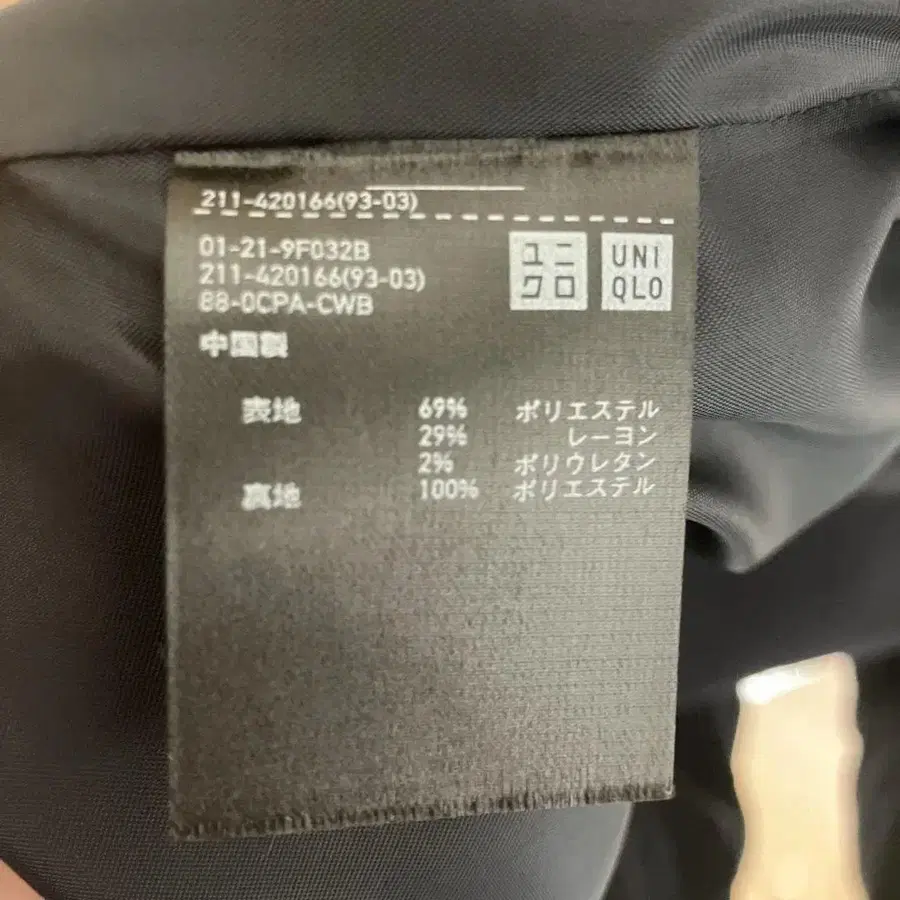 211-420166(93-03)
01-21-9F032B
211-420166(93-03)
88-0CPA-CWB
ユニ
クロ
UNI
QLO
中国製
表地 69% ポリエステル
29% レーヨン
2% ポリウレタン
裏地 100% ポリエステル